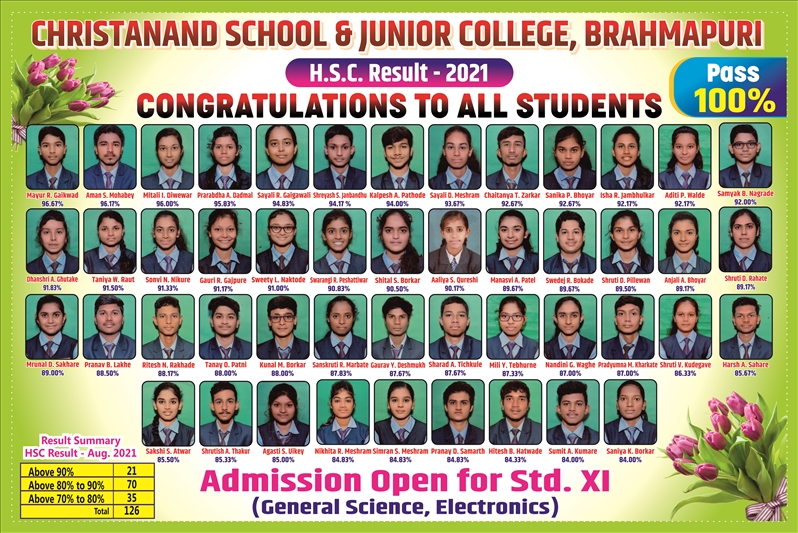 CHRISTANAND SCHOOL & JUNIOR COLLEGE, BRAHMAPURI
H.S.C. Result - 2021
Pass
100%
CONGRATULATIONS TO ALL STUDENTS
Mayur R. Gaikwad Aman S. Mohabey Mitali I. Giwewar Prarabdha A. Dadmal Sayali R. Gaigawali Shreyash S. Janbandhu Kalpesh A. Pathode Sayali D. Meshram Chaitanya T. Zarkar Sanika P. Bhoyar Isha R. Jambhulkar Aditi P. Walde Samyak B. Nagrade
96.67% 96.17% 96.00% 95.83% 94.83% 94.17 % 94.00% 93.67% 92.67% 92.67% 92.17% 92.17% 92.00%
Dhanshri A. Ghutake Taniya W. Raut Sonvi N. Nikure Gauri R. Gajpure Sweety L. Naktode Swarangi R. Peshattiwar Shital S. Borkar Aaliya S. Qureshi Manasvi A. Patel Swedej R. Bokade Shruti D. Pillewan Anjali A. Bhoyar Shruti D. Rahate
91.83% 91.50% 91.33% 91.17% 91.00% 90.83% 90.50% 90.17% 89.67% 89.67% 89.50% 89.17% 89.17%
Mrunal D. Sakhare Pranav B. Lakhe Ritesh N. Rakhade Tanay O. Patni Kunal M. Borkar Sanskruti R. Marbate Gaurav Y. Deshmukh Sharad A. Tichkule Mili Y. Tebhurne Nandini G. Waghe Pradyumna M. Kharkate Shruti V. Kudegave Harsh A. Sahare
89.00% 88.50% 88.17% 88.00% 88.00% 87.83% 87.67% 87.67% 87.33% 87.00% 87.00% 86.33% 85.67%
Sakshi S. Atwar Shrutish A. Thakur Agasti S. Uikey Nikhita R. Meshram Simran S. Meshram Pranay D. Samarth Hitesh B. Hatwade Sumit A. Kumare Saniya K. Borkar
85.50% 85.33% 85.00% 84.83% 84.83% 84.83% 84.33% 84.00% 84.00%
Result Summary
HSC Result - Aug. 2021
Above 90% 21
Above 80% to 90% 70
Above 70% to 80% 35
Total 126
Admission Open for Std. XI
(General Science, Electronics)